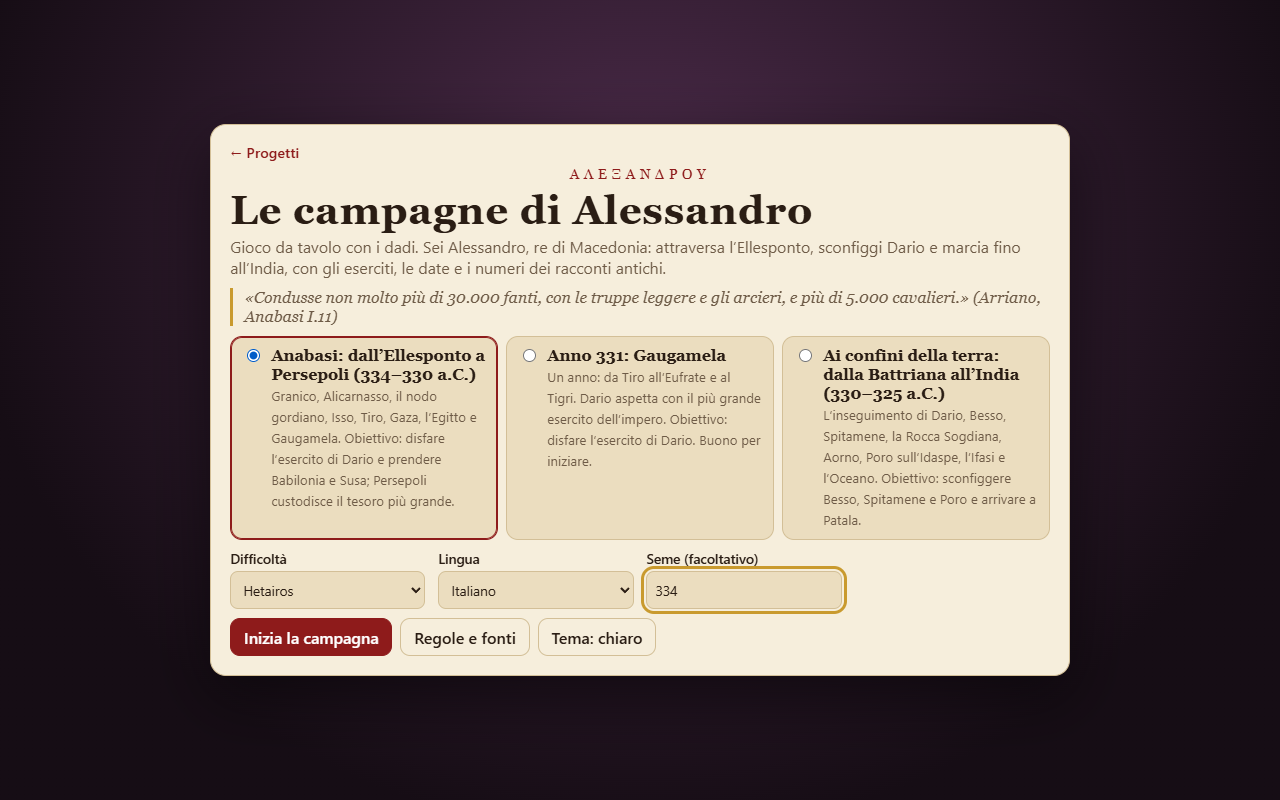 ← Progetti
ΑΛΕΞΑΝΔΡΟΥ
Le campagne di Alessandro
Gioco da tavolo con i dadi. Sei Alessandro, re di Macedonia: attraversa l’Ellesponto, sconfiggi Dario e marcia fino
all’India, con gli eserciti, le date e i numeri dei racconti antichi.
«Condusse non molto più di 30.000 fanti, con le truppe leggere e gli arcieri, e più di 5.000 cavalieri.» (Arriano,
Anabasi I.11)
Anabasi: dall’Ellesponto a
Persepoli (334–330 a.C.)
Granico, Alicarnasso, il nodo
gordiano, Isso, Tiro, Gaza, l’Egitto e
Gaugamela. Obiettivo: disfare
l’esercito di Dario e prendere
Babilonia e Susa; Persepoli
custodisce il tesoro più grande.
Anno 331: Gaugamela
Un anno: da Tiro all’Eufrate e al
Tigri. Dario aspetta con il più grande
esercito dell’impero. Obiettivo:
disfare l’esercito di Dario. Buono per
iniziare.
Ai confini della terra:
dalla Battriana all’India
(330–325 a.C.)
L’inseguimento di Dario, Besso,
Spitamene, la Rocca Sogdiana,
Aorno, Poro sull’Idaspe, l’Ifasi e
l’Oceano. Obiettivo: sconfiggere
Besso, Spitamene e Poro e arrivare a
Patala.
Difficoltà
Lingua
Seme (facoltativo)
Hetairos
Italiano
334
Inizia la campagna
Regole e fonti
Tema: chiaro